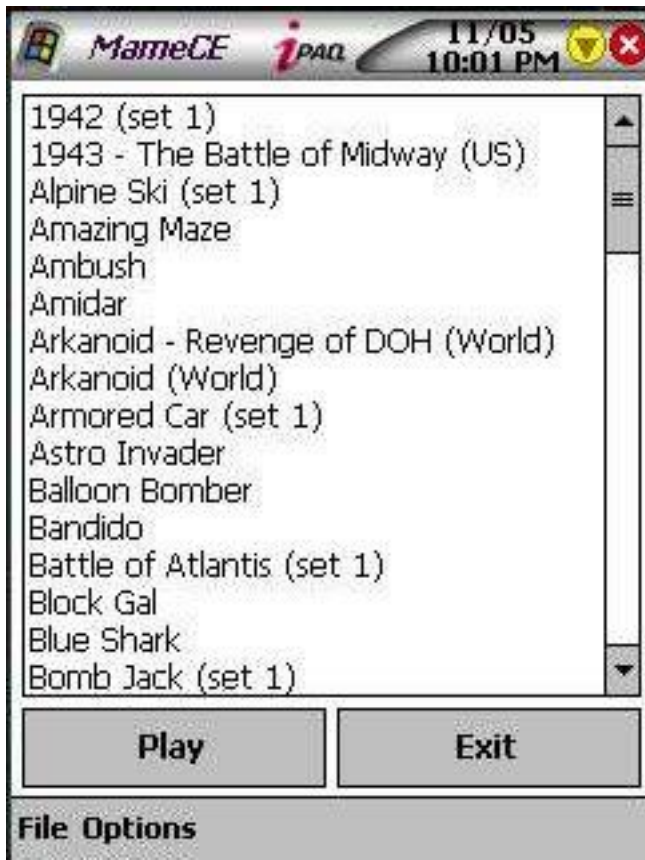 MameCE iPAQ 11/05
10:01 PM
1942 (set 1)
1943 - The Battle of Midway (US)
Alpine Ski (set 1)
Amazing Maze
Ambush
Amidar
Arkanoid - Revenge of DOH (World)
Arkanoid (World)
Armored Car (set 1)
Astro Invader
Balloon Bomber
Bandido
Battle of Atlantis (set 1)
Block Gal
Blue Shark
Bomb Jack (set 1)
Play Exit
File Options